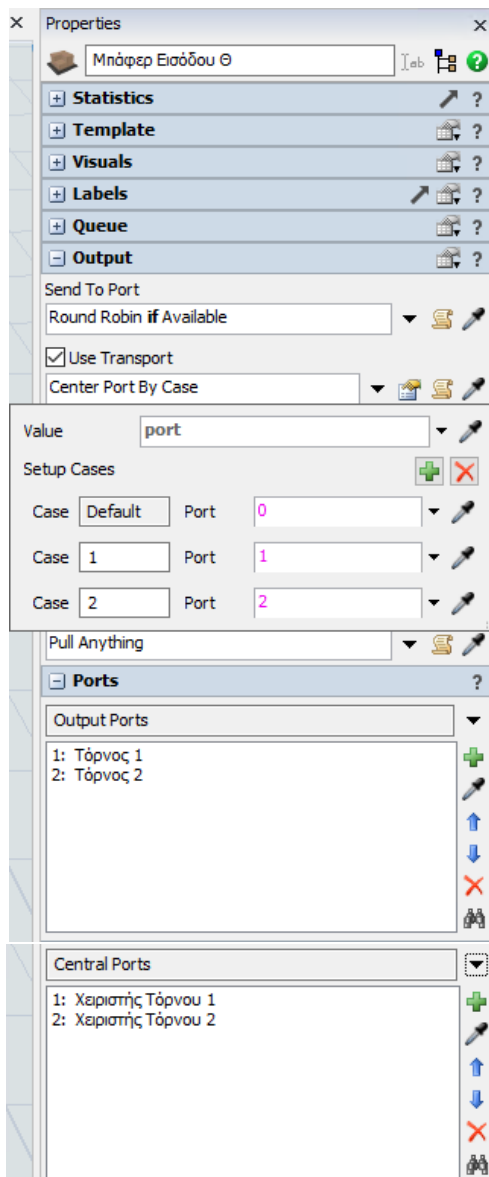 Properties
Μπάφερ Εισόδου Θ
Statistics
Template
Visuals
Labels
Queue
Output
Send To Port
Round Robin if Available
Use Transport
Center Port By Case
Value port
Setup Cases
Case Default Port 0
Case 1 Port 1
Case 2 Port 2
Pull Anything
Ports
Output Ports
1: Τόρνος 1
2: Τόρνος 2
Central Ports
1: Χειριστής Τόρνου 1
2: Χειριστής Τόρνου 2